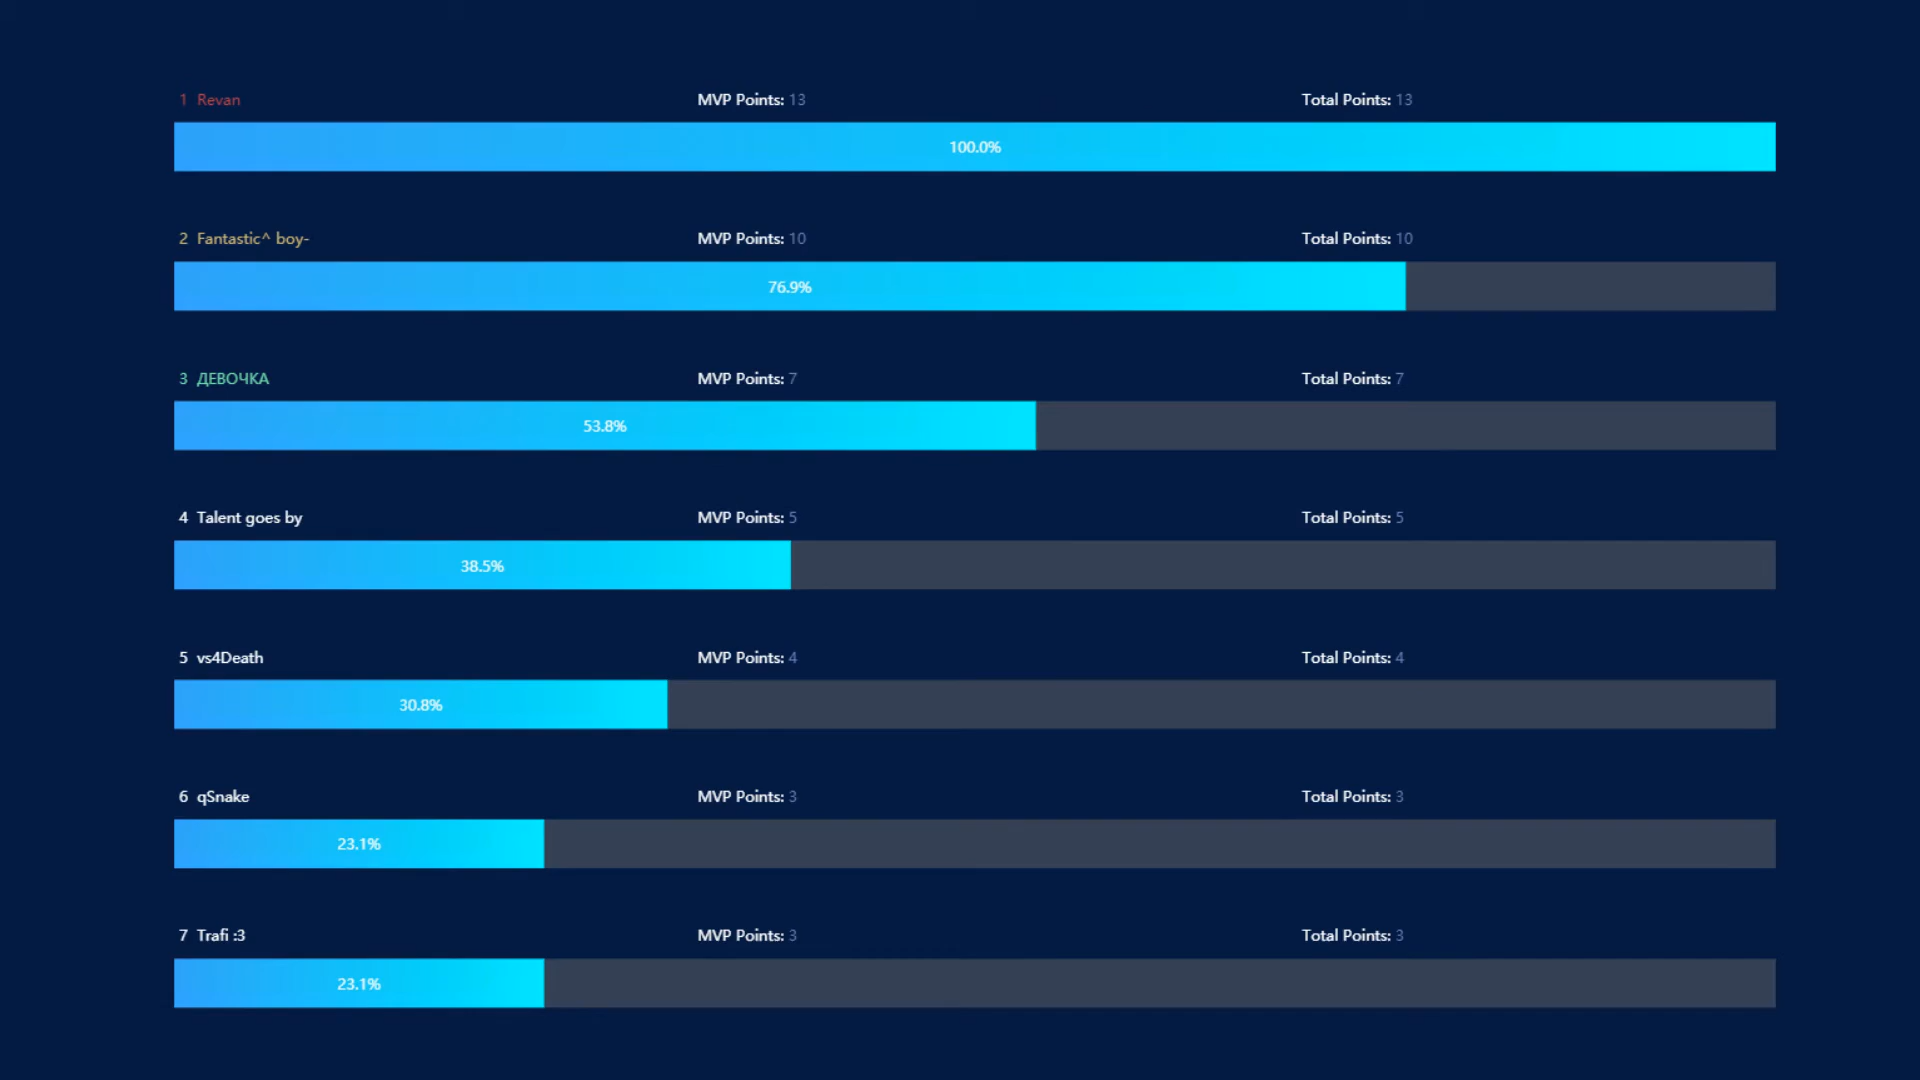 1 Revan MVP Points: 13 Total Points: 13
100.0%
2 Fantastic^ boy- MVP Points: 10 Total Points: 10
76.9%
3 ДЕВОЧКА MVP Points: 7 Total Points: 7
53.8%
4 Talent goes by MVP Points: 5 Total Points: 5
38.5%
5 vs4Death MVP Points: 4 Total Points: 4
30.8%
6 qSnake MVP Points: 3 Total Points: 3
23.1%
7 Trafi :3 MVP Points: 3 Total Points: 3
23.1%